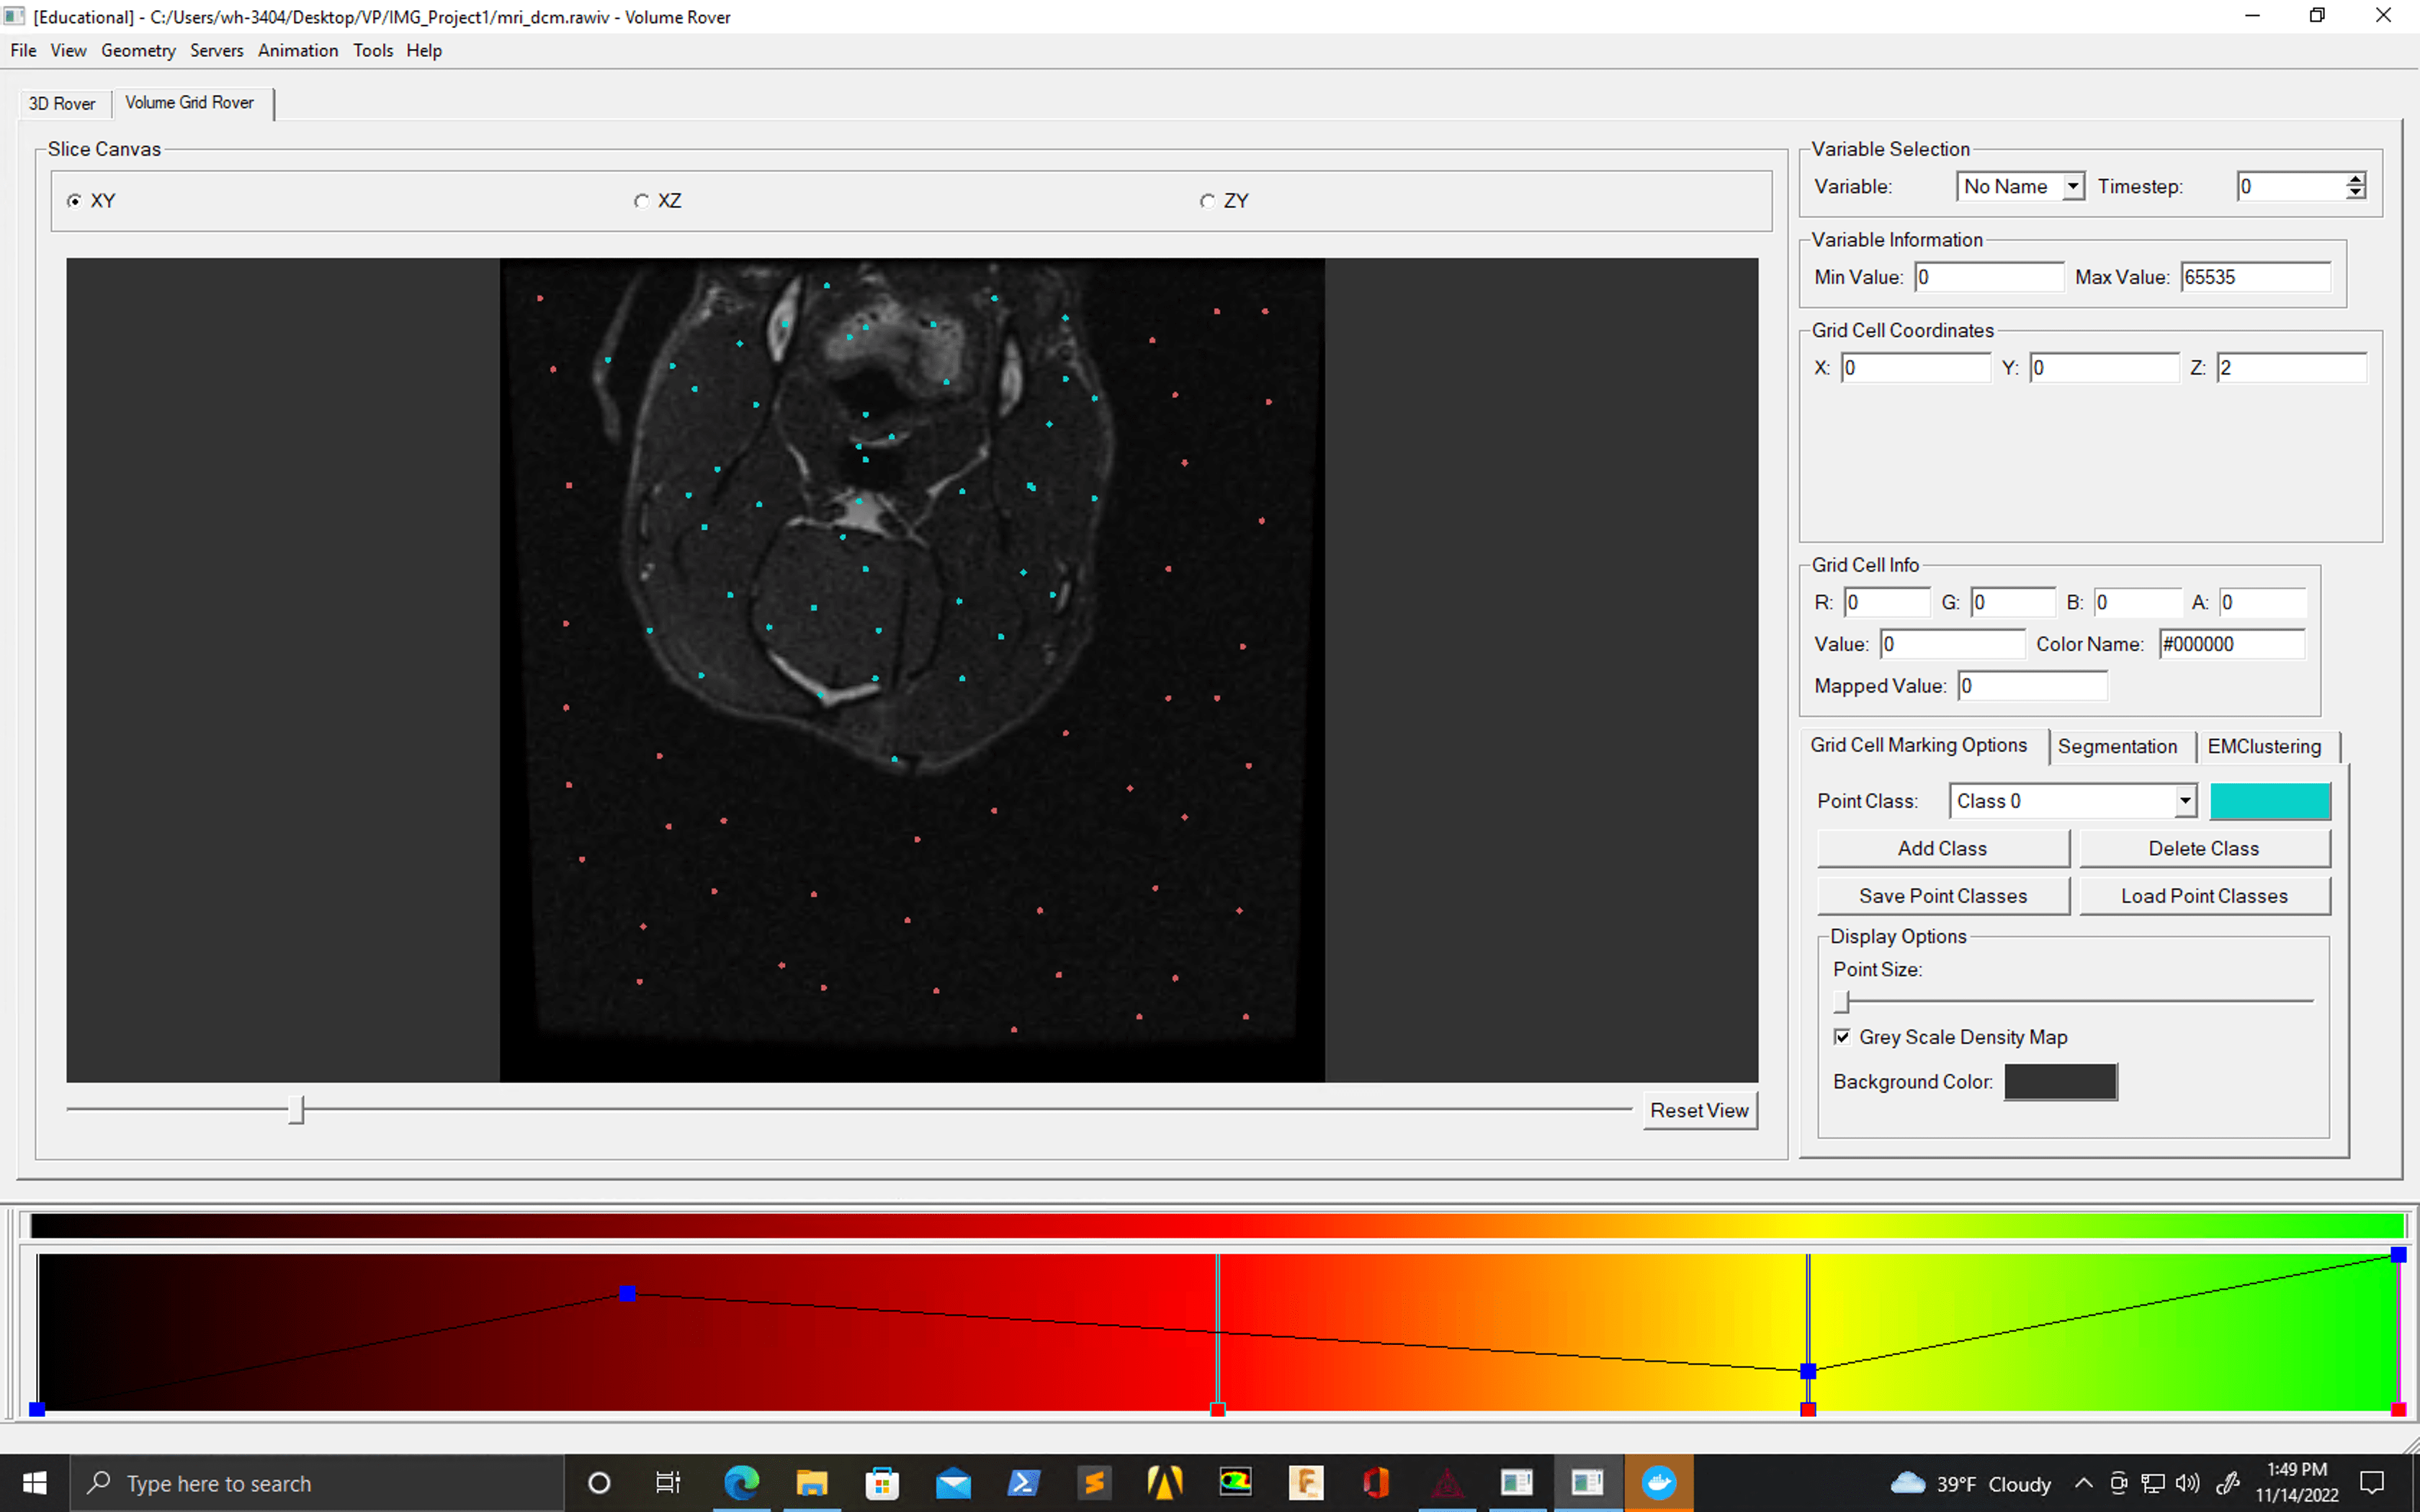 [Educational] - C:/Users/wh-3404/Desktop/VP/IMG_Project1/mri_dcm.rawiv - Volume Rover
File View Geometry Servers Animation Tools Help
3D Rover Volume Grid Rover
Slice Canvas
XY XZ ZY
Reset View
Variable Selection
Variable: No Name Timestep: 0
Variable Information
Min Value: 0 Max Value: 65535
Grid Cell Coordinates
X: 0 Y: 0 Z: 2
Grid Cell Info
R: 0 G: 0 B: 0 A: 0
Value: 0 Color Name: #000000
Mapped Value: 0
Grid Cell Marking Options Segmentation EMClustering
Point Class: Class 0
Add Class Delete Class
Save Point Classes Load Point Classes
Display Options
Point Size:
Grey Scale Density Map
Background Color:
Type here to search
39°F Cloudy
1:49 PM
11/14/2022